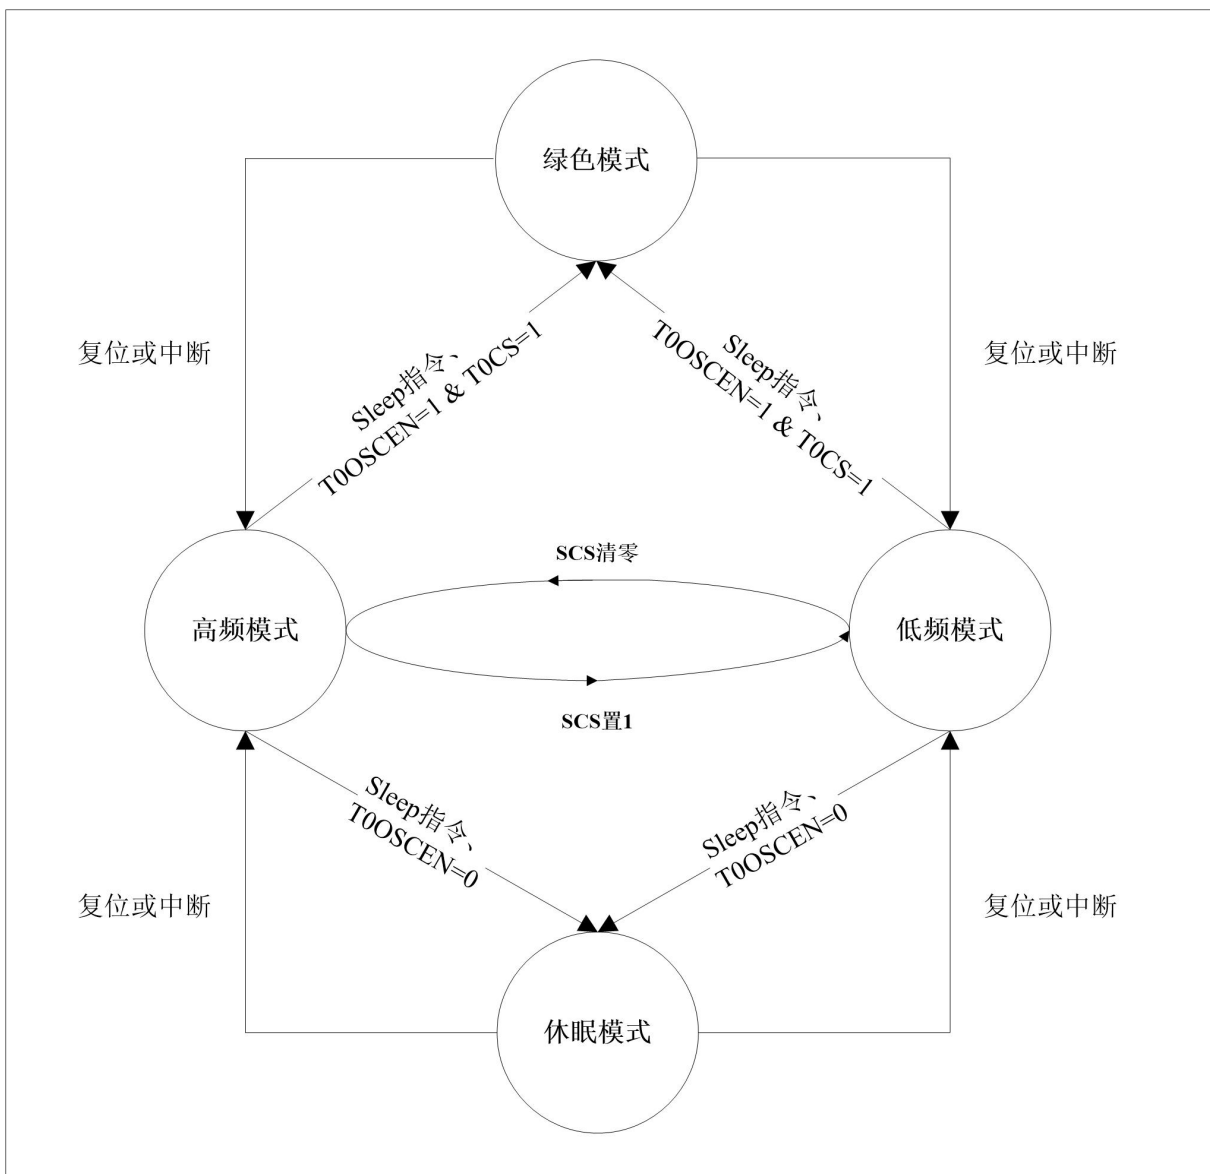 绿色模式
复位或中断
Sleep指令、
T0OSCEN=1 & T0CS=1
Sleep指令、
T0OSCEN=1 & T0CS=1
复位或中断
SCS清零
高频模式
低频模式
SCS置1
Sleep指令、
T0OSCEN=0
Sleep指令、
T0OSCEN=0
复位或中断
复位或中断
休眠模式